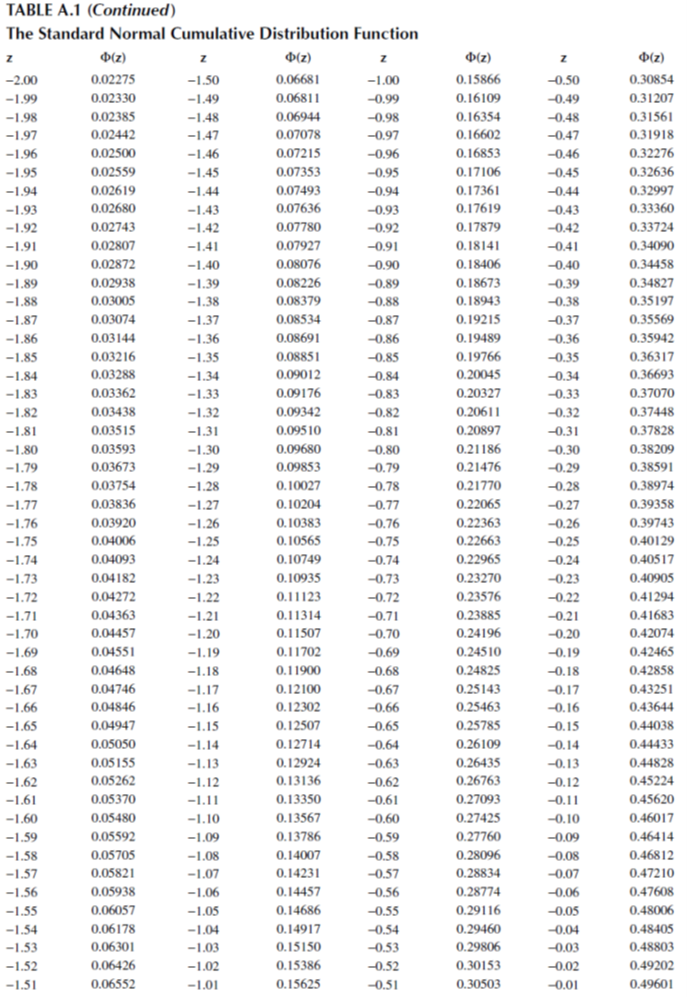 TABLE A.1 (Continued)
The Standard Normal Cumulative Distribution Function
z Φ(z) z Φ(z) z Φ(z) z Φ(z)
−2.00 0.02275 −1.50 0.06681 −1.00 0.15866 −0.50 0.30854
−1.99 0.02330 −1.49 0.06811 −0.99 0.16109 −0.49 0.31207
−1.98 0.02385 −1.48 0.06944 −0.98 0.16354 −0.48 0.31561
−1.97 0.02442 −1.47 0.07078 −0.97 0.16602 −0.47 0.31918
−1.96 0.02500 −1.46 0.07215 −0.96 0.16853 −0.46 0.32276
−1.95 0.02559 −1.45 0.07353 −0.95 0.17106 −0.45 0.32636
−1.94 0.02619 −1.44 0.07493 −0.94 0.17361 −0.44 0.32997
−1.93 0.02680 −1.43 0.07636 −0.93 0.17619 −0.43 0.33360
−1.92 0.02743 −1.42 0.07780 −0.92 0.17879 −0.42 0.33724
−1.91 0.02807 −1.41 0.07927 −0.91 0.18141 −0.41 0.34090
−1.90 0.02872 −1.40 0.08076 −0.90 0.18406 −0.40 0.34458
−1.89 0.02938 −1.39 0.08226 −0.89 0.18673 −0.39 0.34827
−1.88 0.03005 −1.38 0.08379 −0.88 0.18943 −0.38 0.35197
−1.87 0.03074 −1.37 0.08534 −0.87 0.19215 −0.37 0.35569
−1.86 0.03144 −1.36 0.08691 −0.86 0.19489 −0.36 0.35942
−1.85 0.03216 −1.35 0.08851 −0.85 0.19766 −0.35 0.36317
−1.84 0.03288 −1.34 0.09012 −0.84 0.20045 −0.34 0.36693
−1.83 0.03362 −1.33 0.09176 −0.83 0.20327 −0.33 0.37070
−1.82 0.03438 −1.32 0.09342 −0.82 0.20611 −0.32 0.37448
−1.81 0.03515 −1.31 0.09510 −0.81 0.20897 −0.31 0.37828
−1.80 0.03593 −1.30 0.09680 −0.80 0.21186 −0.30 0.38209
−1.79 0.03673 −1.29 0.09853 −0.79 0.21476 −0.29 0.38591
−1.78 0.03754 −1.28 0.10027 −0.78 0.21770 −0.28 0.38974
−1.77 0.03836 −1.27 0.10204 −0.77 0.22065 −0.27 0.39358
−1.76 0.03920 −1.26 0.10383 −0.76 0.22363 −0.26 0.39743
−1.75 0.04006 −1.25 0.10565 −0.75 0.22663 −0.25 0.40129
−1.74 0.04093 −1.24 0.10749 −0.74 0.22965 −0.24 0.40517
−1.73 0.04182 −1.23 0.10935 −0.73 0.23270 −0.23 0.40905
−1.72 0.04272 −1.22 0.11123 −0.72 0.23576 −0.22 0.41294
−1.71 0.04363 −1.21 0.11314 −0.71 0.23885 −0.21 0.41683
−1.70 0.04457 −1.20 0.11507 −0.70 0.24196 −0.20 0.42074
−1.69 0.04551 −1.19 0.11702 −0.69 0.24510 −0.19 0.42465
−1.68 0.04648 −1.18 0.11900 −0.68 0.24825 −0.18 0.42858
−1.67 0.04746 −1.17 0.12100 −0.67 0.25143 −0.17 0.43251
−1.66 0.04846 −1.16 0.12302 −0.66 0.25463 −0.16 0.43644
−1.65 0.04947 −1.15 0.12507 −0.65 0.25785 −0.15 0.44038
−1.64 0.05050 −1.14 0.12714 −0.64 0.26109 −0.14 0.44433
−1.63 0.05155 −1.13 0.12924 −0.63 0.26435 −0.13 0.44828
−1.62 0.05262 −1.12 0.13136 −0.62 0.26763 −0.12 0.45224
−1.61 0.05370 −1.11 0.13350 −0.61 0.27093 −0.11 0.45620
−1.60 0.05480 −1.10 0.13567 −0.60 0.27425 −0.10 0.46017
−1.59 0.05592 −1.09 0.13786 −0.59 0.27760 −0.09 0.46414
−1.58 0.05705 −1.08 0.14007 −0.58 0.28096 −0.08 0.46812
−1.57 0.05821 −1.07 0.14231 −0.57 0.28834 −0.07 0.47210
−1.56 0.05938 −1.06 0.14457 −0.56 0.28774 −0.06 0.47608
−1.55 0.06057 −1.05 0.14686 −0.55 0.29116 −0.05 0.48006
−1.54 0.06178 −1.04 0.14917 −0.54 0.29460 −0.04 0.48405
−1.53 0.06301 −1.03 0.15150 −0.53 0.29806 −0.03 0.48803
−1.52 0.06426 −1.02 0.15386 −0.52 0.30153 −0.02 0.49202
−1.51 0.06552 −1.01 0.15625 −0.51 0.30503 −0.01 0.49601